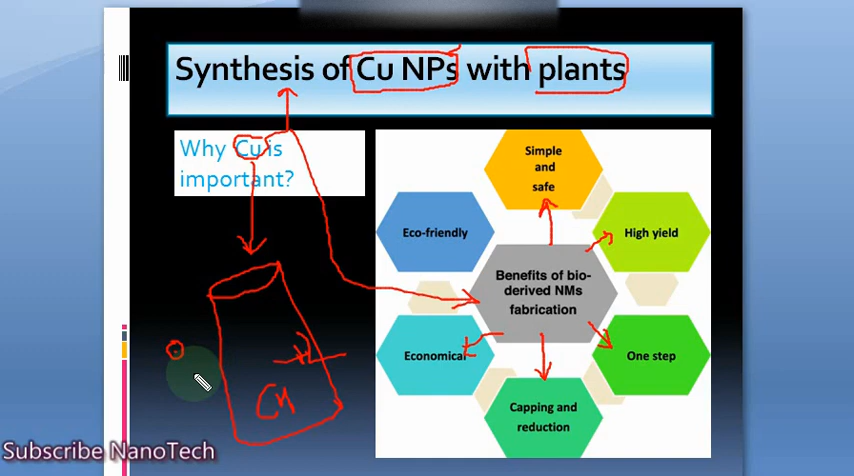 Synthesis of Cu NPs with plants
Why Cu is
important?
Simple
and
safe
Eco-friendly
High yield
Benefits of bio-
derived NMs
fabrication
Economical
One step
Capping and
reduction
Cu
Subscribe NanoTech